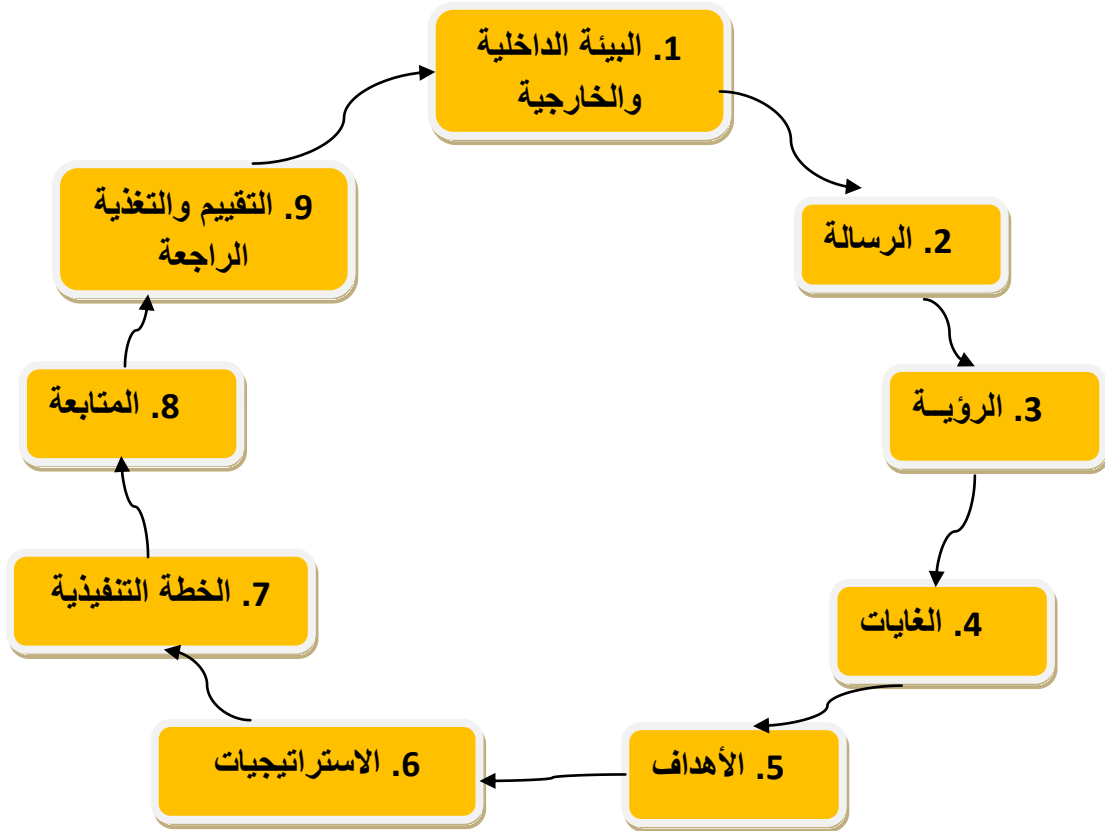 1. البيئة الداخلية
والخارجية
2. الرسالة
3. الرؤيــة
4. الغايات
5. الأهداف
6. الاستراتيجيات
7. الخطة التنفيذية
8. المتابعة
9. التقييم والتغذية
الراجعة